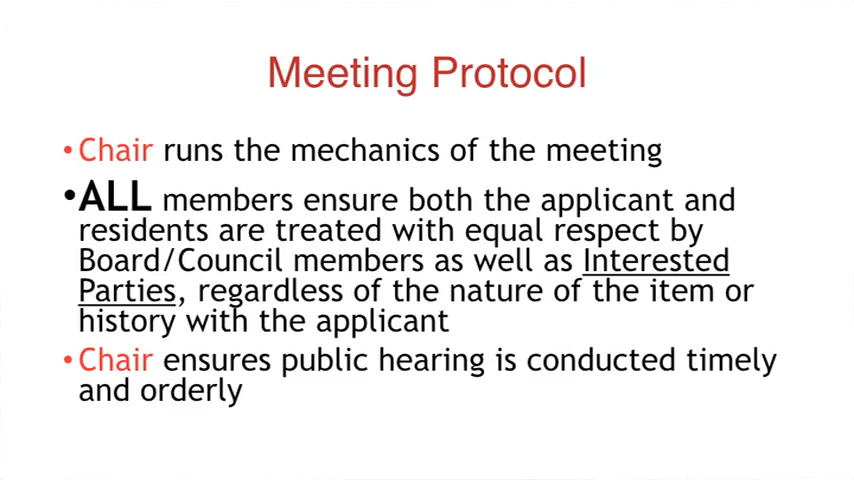 Meeting Protocol
•Chair runs the mechanics of the meeting
•ALL members ensure both the applicant and
residents are treated with equal respect by
Board/Council members as well as Interested
Parties, regardless of the nature of the item or
history with the applicant
•Chair ensures public hearing is conducted timely
and orderly